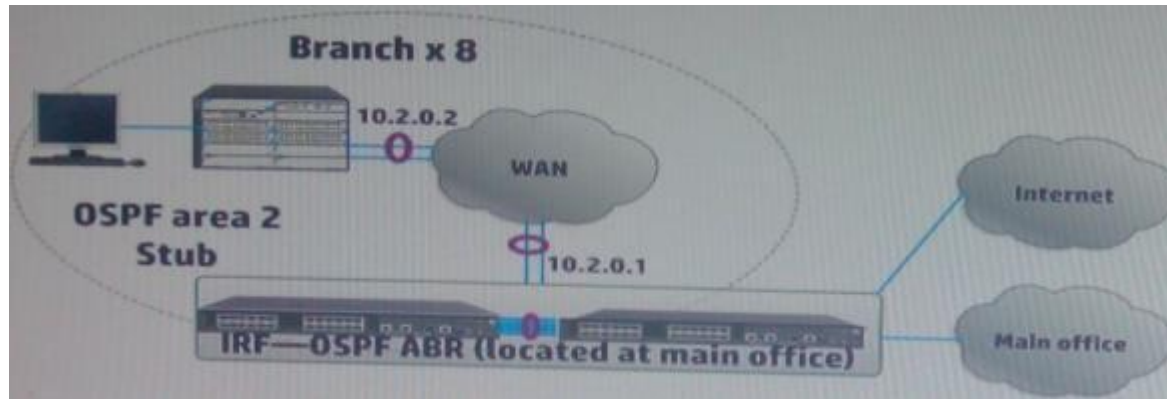 Branch x 8
10.2.0.2
WAN
OSPF area 2
Stub
10.2.0.1
Internet
IRF—OSPF ABR (located at main office)
Main office